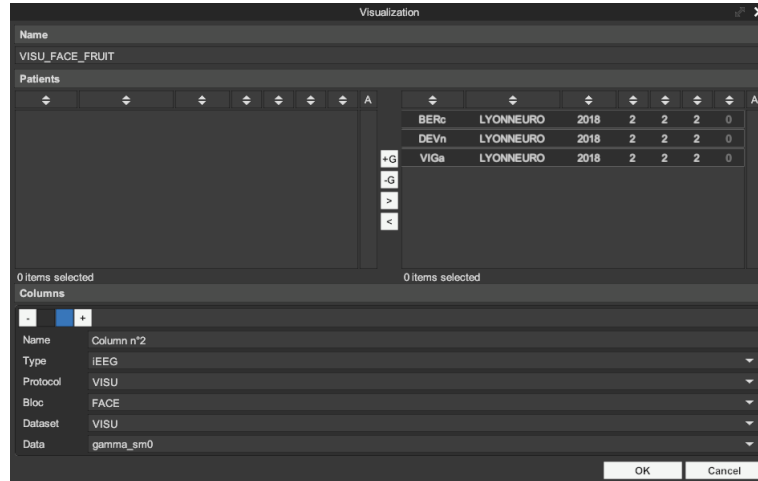 Visualization
Name
VISU_FACE_FRUIT
Patients
A A
BERc LYONNEURO 2018 2 2 2 0
DEVn LYONNEURO 2018 2 2 2 0
+G VIGa LYONNEURO 2018 2 2 2 0
-G
>
<
0 items selected 0 items selected
Columns
- +
Name Column n°2
Type iEEG
Protocol VISU
Bloc FACE
Dataset VISU
Data gamma_sm0
OK Cancel